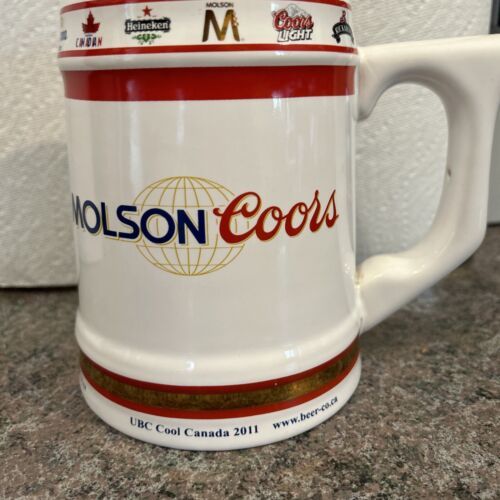 CANADIAN
Heineken
MOLSON
M
Coors
LIGHT
MOLSON Coors
UBC Cool Canada 2011 www.beer-co.ca